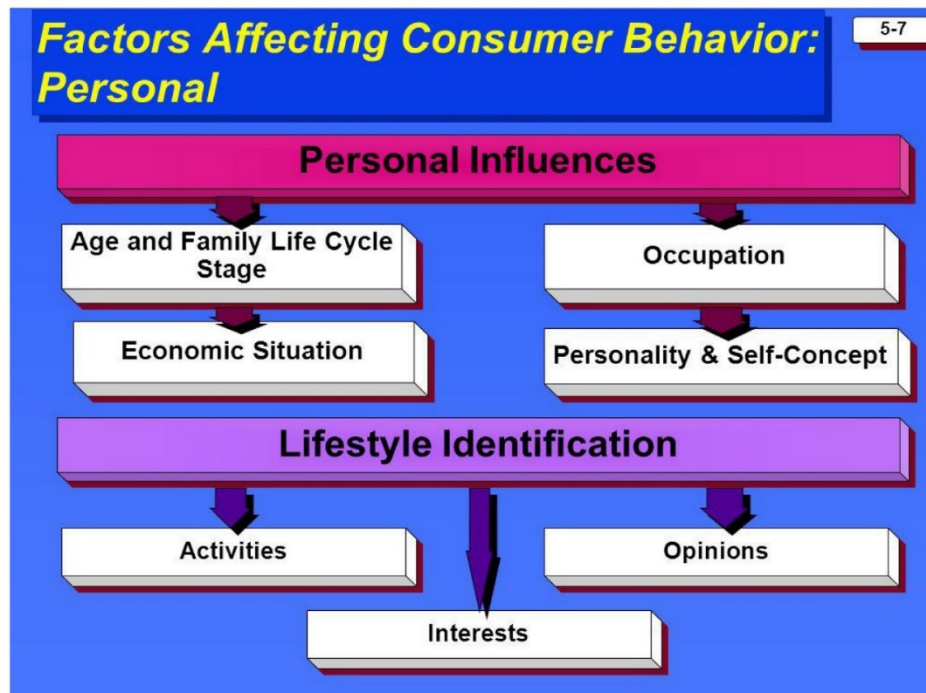 Factors Affecting Consumer Behavior:
Personal
5-7
Personal Influences
Age and Family Life Cycle
Stage
Occupation
Economic Situation
Personality & Self-Concept
Lifestyle Identification
Activities
Opinions
Interests